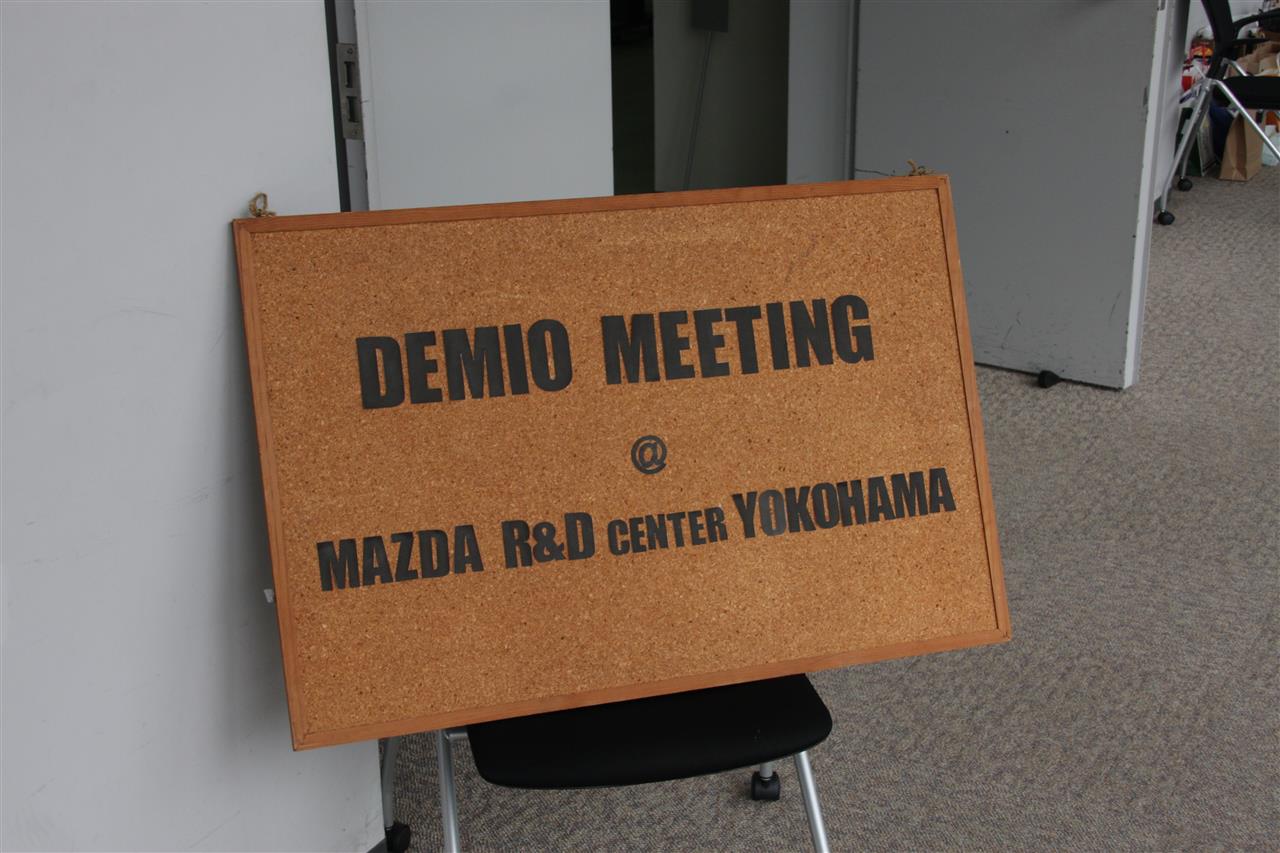 DEMIO MEETING
@
MAZDA R&D CENTER YOKOHAMA